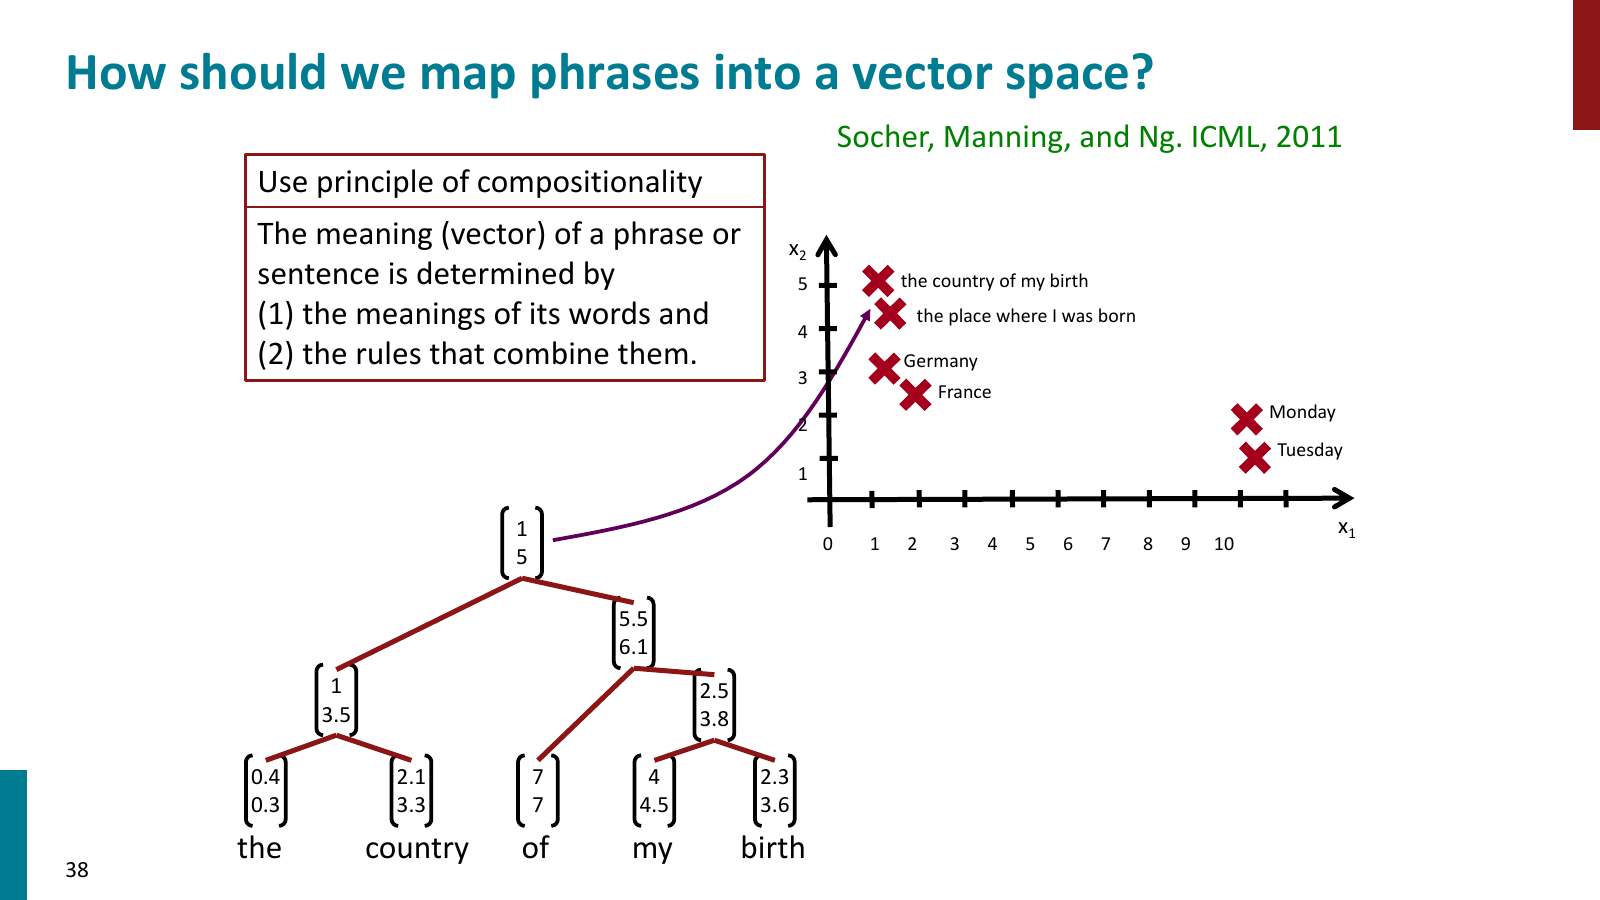 How should we map phrases into a vector space?
Socher, Manning, and Ng. ICML, 2011
Use principle of compositionality
The meaning (vector) of a phrase or
sentence is determined by
(1) the meanings of its words and
(2) the rules that combine them.
x2
5
4
3
2
1
the country of my birth
the place where I was born
Germany
France
Monday
Tuesday
0 1 2 3 4 5 6 7 8 9 10
x1
1
5
5.5
6.1
1
3.5
2.5
3.8
0.4 2.1 7 4 2.3
0.3 3.3 7 4.5 3.6
the country of my birth
38